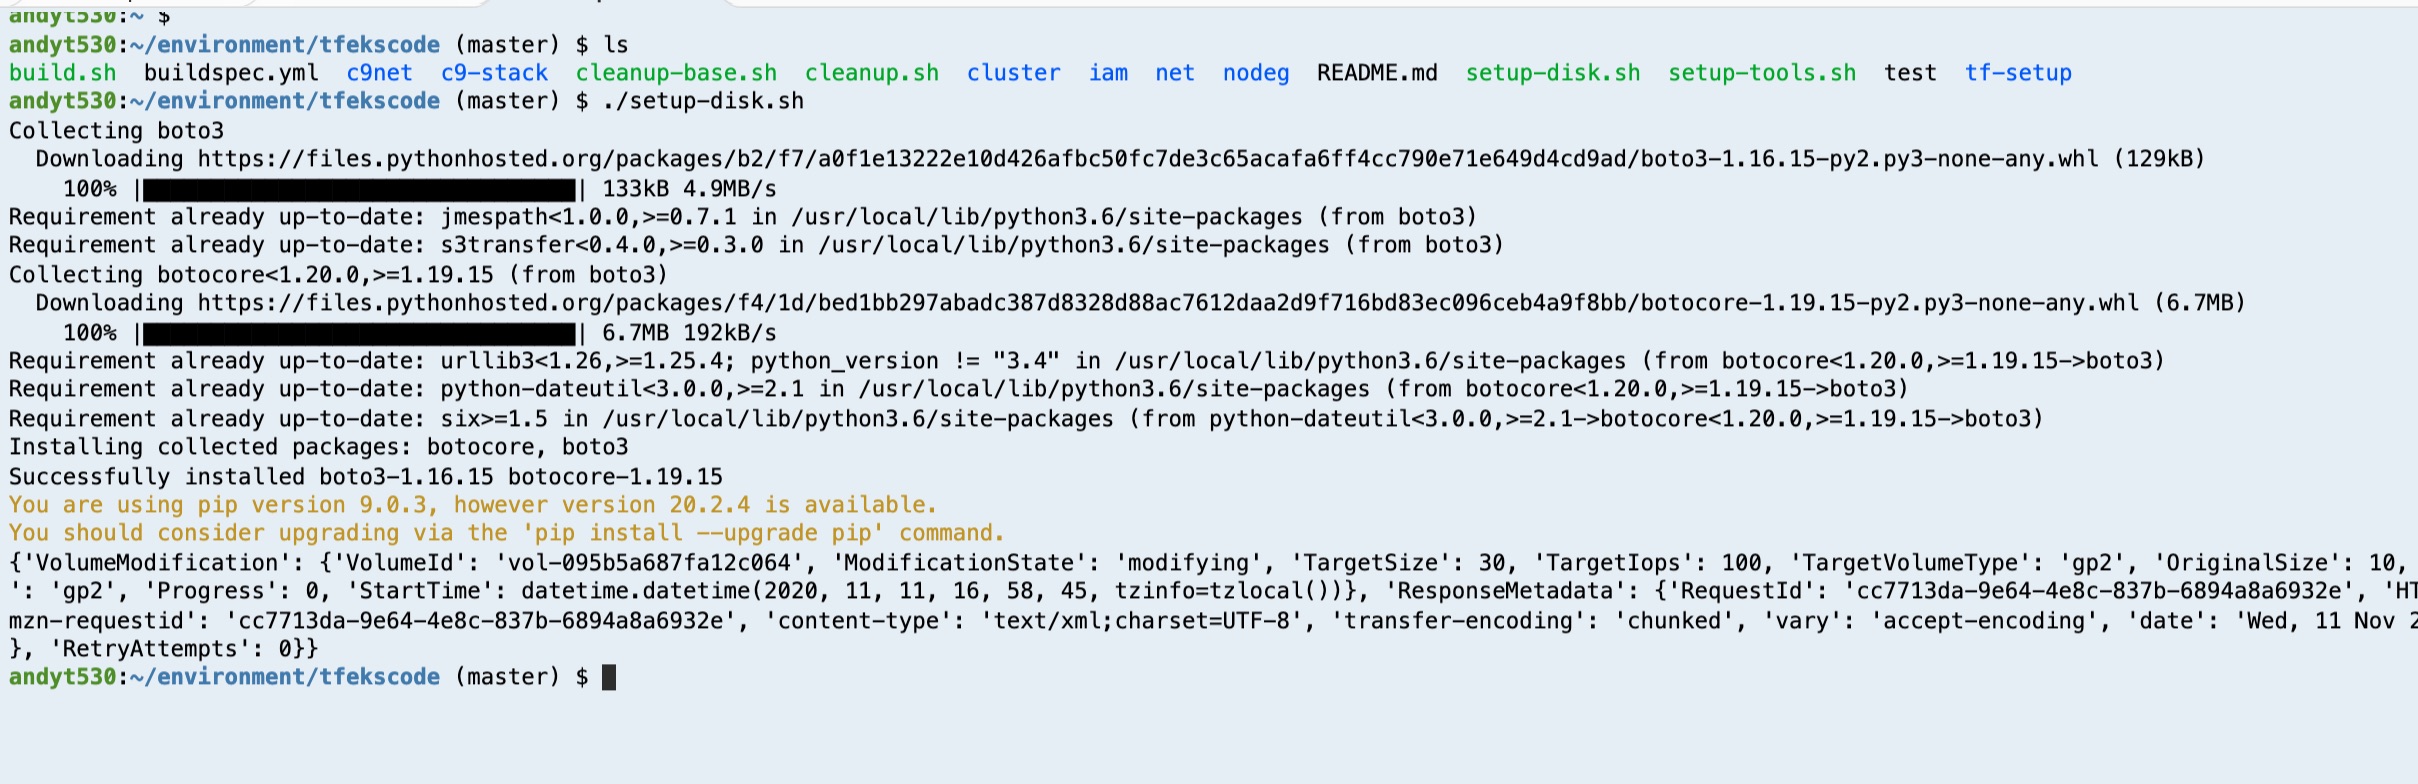 andyt530:~ $
andyt530:~/environment/tfekscode (master) $ ls
build.sh buildspec.yml c9net c9-stack cleanup-base.sh cleanup.sh cluster iam net nodeg README.md setup-disk.sh setup-tools.sh test tf-setup
andyt530:~/environment/tfekscode (master) $ ./setup-disk.sh
Collecting boto3
  Downloading https://files.pythonhosted.org/packages/b2/f7/a0f1e13222e10d426afbc50fc7de3c65acafa6ff4cc790e71e649d4cd9ad/boto3-1.16.15-py2.py3-none-any.whl (129kB)
    100% |████████████████████████████████| 133kB 4.9MB/s
Requirement already up-to-date: jmespath<1.0.0,>=0.7.1 in /usr/local/lib/python3.6/site-packages (from boto3)
Requirement already up-to-date: s3transfer<0.4.0,>=0.3.0 in /usr/local/lib/python3.6/site-packages (from boto3)
Collecting botocore<1.20.0,>=1.19.15 (from boto3)
  Downloading https://files.pythonhosted.org/packages/f4/1d/bed1bb297abadc387d8328d88ac7612daa2d9f716bd83ec096ceb4a9f8bb/botocore-1.19.15-py2.py3-none-any.whl (6.7MB)
    100% |████████████████████████████████| 6.7MB 192kB/s
Requirement already up-to-date: urllib3<1.26,>=1.25.4; python_version != "3.4" in /usr/local/lib/python3.6/site-packages (from botocore<1.20.0,>=1.19.15->boto3)
Requirement already up-to-date: python-dateutil<3.0.0,>=2.1 in /usr/local/lib/python3.6/site-packages (from botocore<1.20.0,>=1.19.15->boto3)
Requirement already up-to-date: six>=1.5 in /usr/local/lib/python3.6/site-packages (from python-dateutil<3.0.0,>=2.1->botocore<1.20.0,>=1.19.15->boto3)
Installing collected packages: botocore, boto3
Successfully installed boto3-1.16.15 botocore-1.19.15
You are using pip version 9.0.3, however version 20.2.4 is available.
You should consider upgrading via the 'pip install --upgrade pip' command.
{'VolumeModification': {'VolumeId': 'vol-095b5a687fa12c064', 'ModificationState': 'modifying', 'TargetSize': 30, 'TargetIops': 100, 'TargetVolumeType': 'gp2', 'OriginalSize': 10,
': 'gp2', 'Progress': 0, 'StartTime': datetime.datetime(2020, 11, 11, 16, 58, 45, tzinfo=tzlocal())}, 'ResponseMetadata': {'RequestId': 'cc7713da-9e64-4e8c-837b-6894a8a6932e', 'HT
mzn-requestid': 'cc7713da-9e64-4e8c-837b-6894a8a6932e', 'content-type': 'text/xml;charset=UTF-8', 'transfer-encoding': 'chunked', 'vary': 'accept-encoding', 'date': 'Wed, 11 Nov 2
}, 'RetryAttempts': 0}}
andyt530:~/environment/tfekscode (master) $